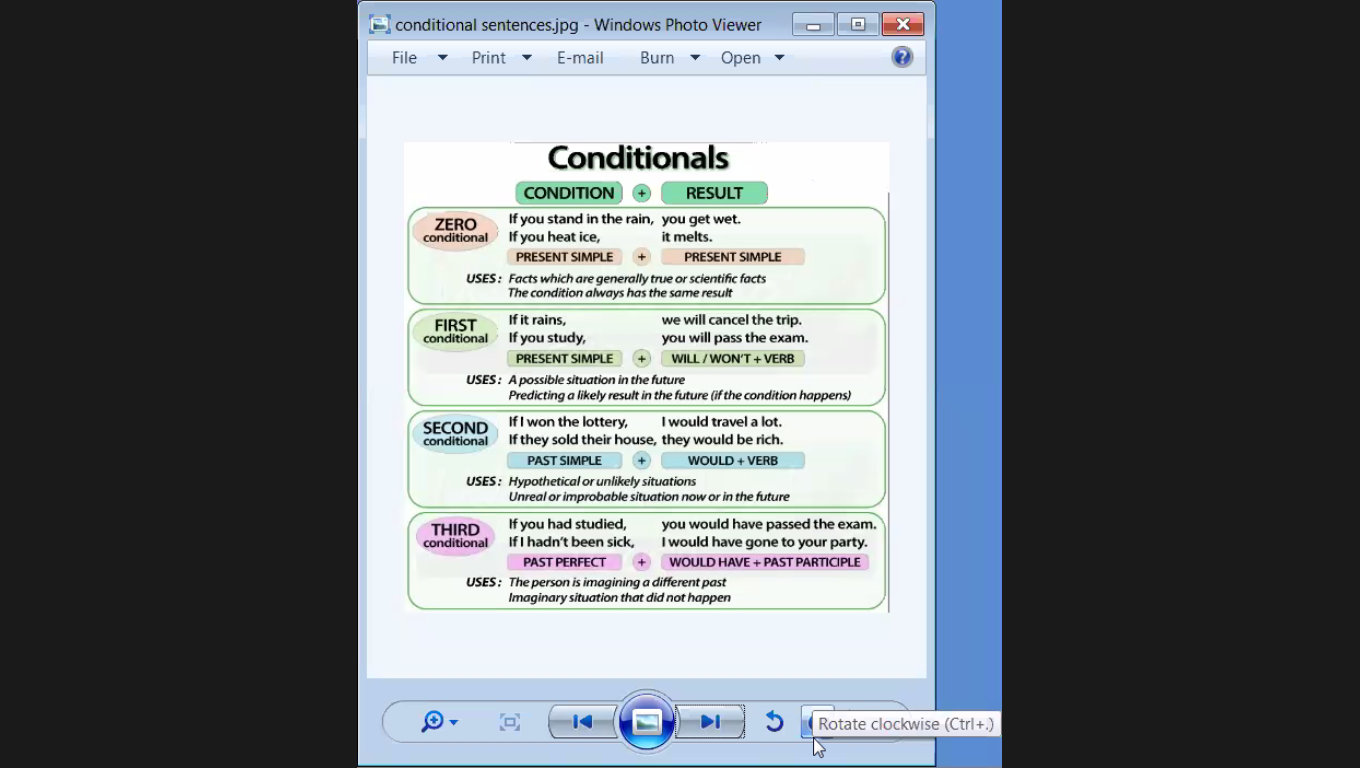 conditional sentences.jpg - Windows Photo Viewer
File Print E-mail Burn Open
Conditionals
CONDITION + RESULT
ZERO conditional
If you stand in the rain, you get wet.
If you heat ice, it melts.
PRESENT SIMPLE + PRESENT SIMPLE
USES: Facts which are generally true or scientific facts
The condition always has the same result
FIRST conditional
If it rains, we will cancel the trip.
If you study, you will pass the exam.
PRESENT SIMPLE + WILL / WON'T + VERB
USES: A possible situation in the future
Predicting a likely result in the future (if the condition happens)
SECOND conditional
If I won the lottery, I would travel a lot.
If they sold their house, they would be rich.
PAST SIMPLE + WOULD + VERB
USES: Hypothetical or unlikely situations
Unreal or improbable situation now or in the future
THIRD conditional
If you had studied, you would have passed the exam.
If I hadn't been sick, I would have gone to your party.
PAST PERFECT + WOULD HAVE + PAST PARTICIPLE
USES: The person is imagining a different past
Imaginary situation that did not happen
Rotate clockwise (Ctrl+.)